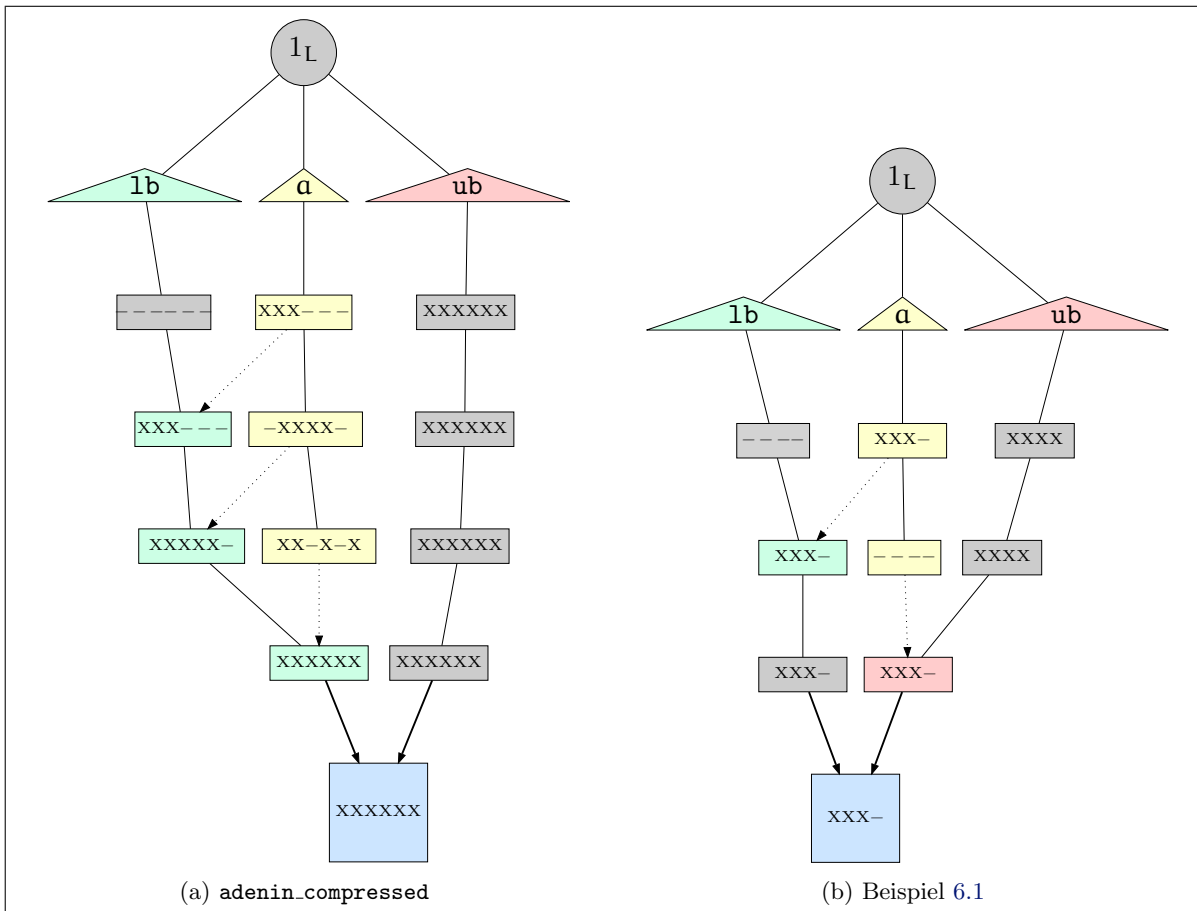 1L
lb a ub
–––––– XXX––– XXXXXX
XXX––– –XXXX– XXXXXX
XXXXX– XX–X–X XXXXXX
XXXXXX XXXXXX
XXXXXX
(a) adenin_compressed
1L
lb a ub
–––– XXX– XXXX
XXX– –––– XXXX
XXX– XXX–
XXX–
(b) Beispiel 6.1